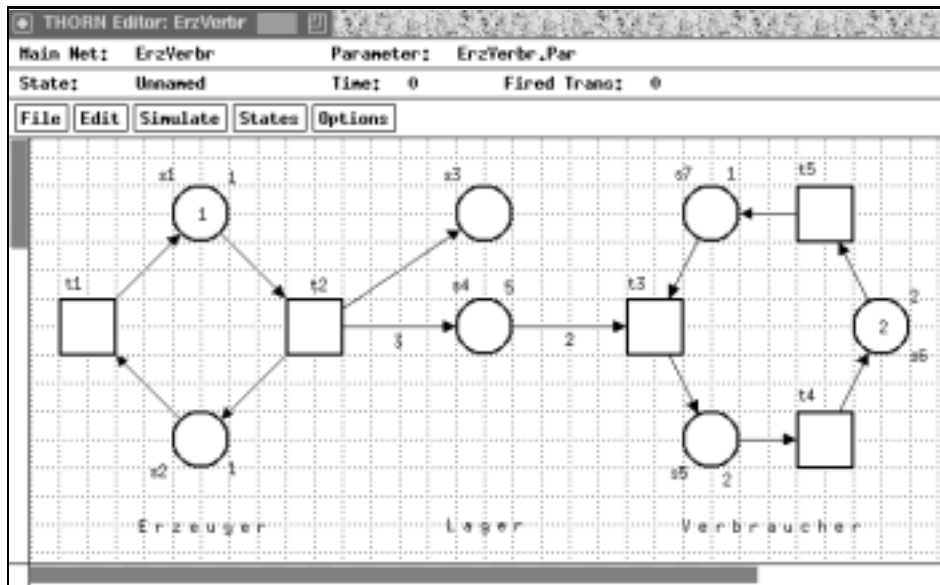 THORN Editor: ErzVerbr
Main Net: ErzVerbr Parameter: ErzVerbr.Par
State: Unnamed Time: 0 Fired Trans: 0
File Edit Simulate States Options
s1 1 s3 s7 1 t5
1
t1 t2 s4 5 t3 2
2
3 2 s6
t4
s2 1 s5 2
Erzeuger Lager Verbraucher